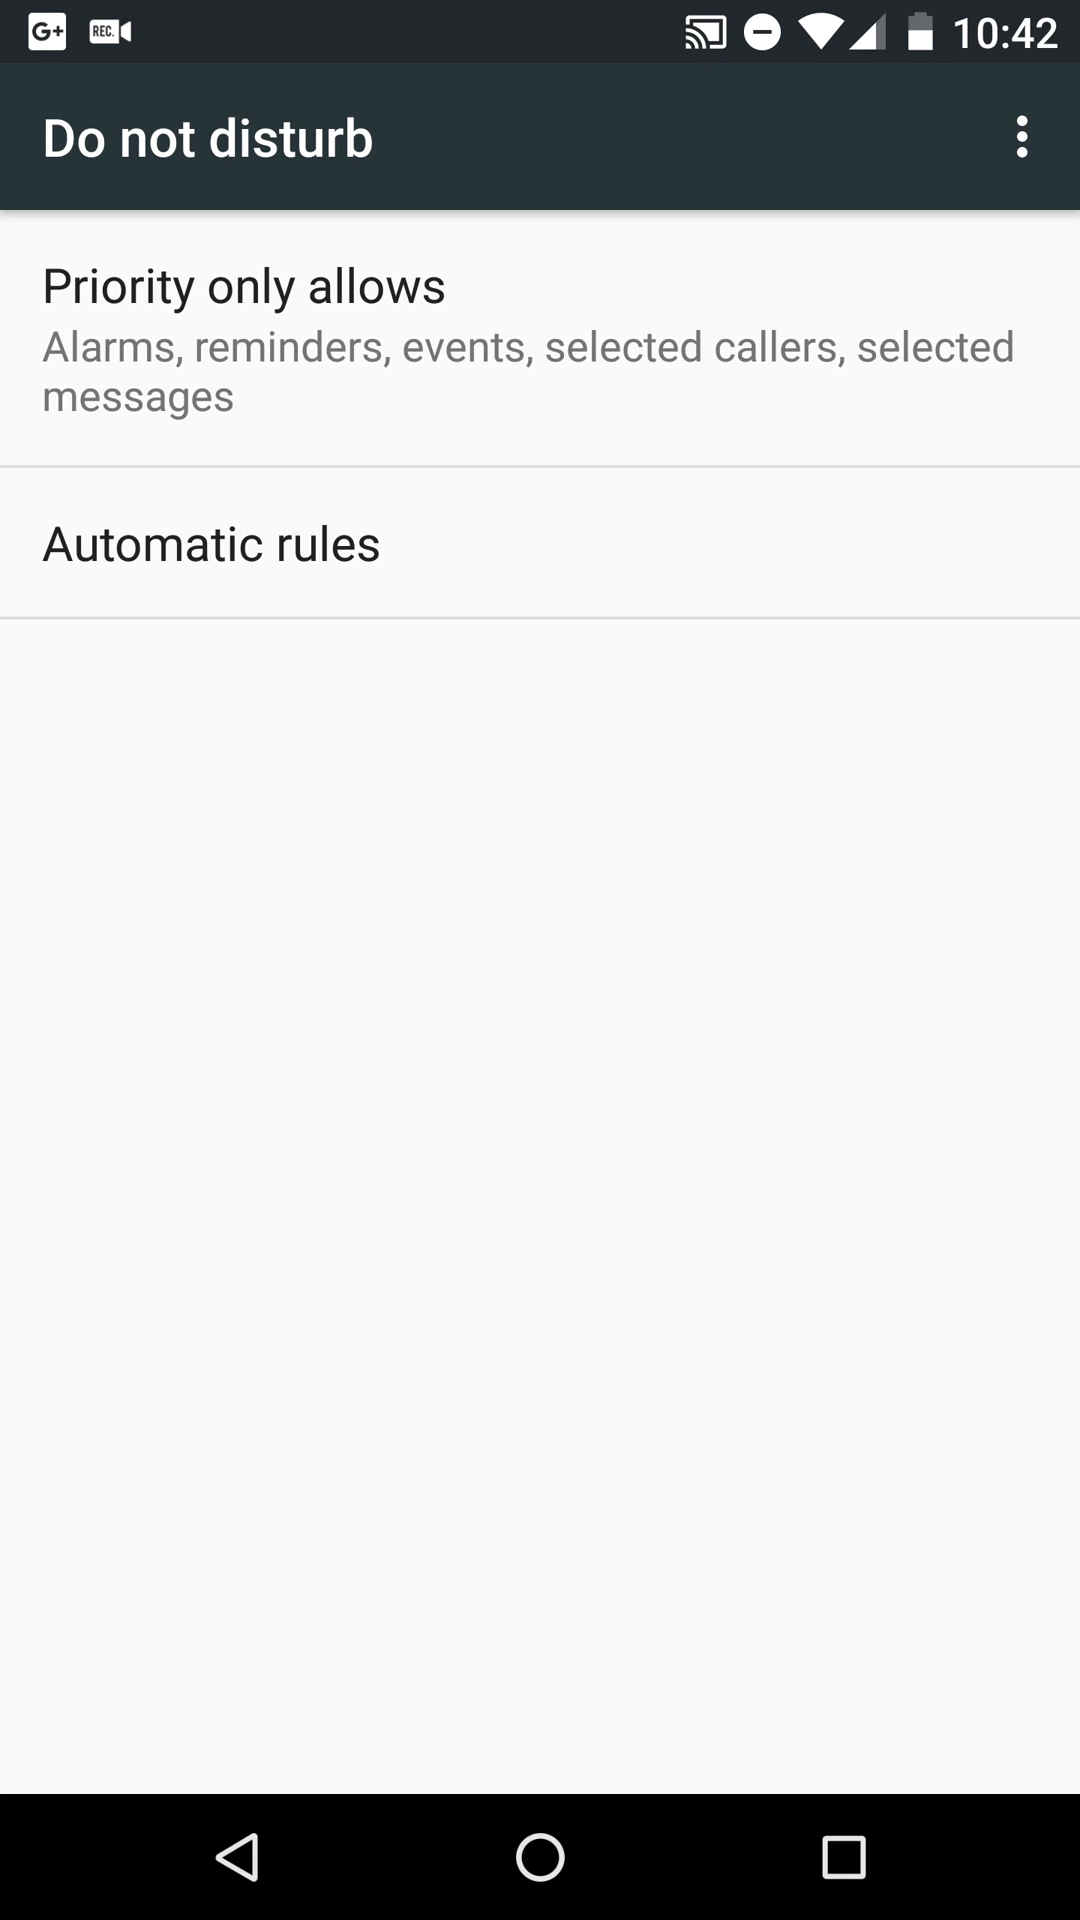 G+ REC. 10:42
Do not disturb
Priority only allows
Alarms, reminders, events, selected callers, selected
messages
Automatic rules